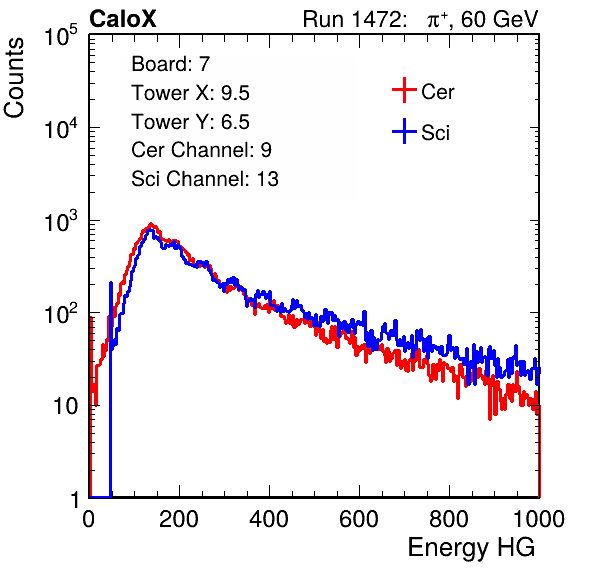 CaloX Run 1472: π⁺, 60 GeV
Counts
Board: 7
Tower X: 9.5
Tower Y: 6.5
Cer Channel: 9
Sci Channel: 13
Cer
Sci
10⁵
10⁴
10³
10²
10
1
0 200 400 600 800 1000
Energy HG